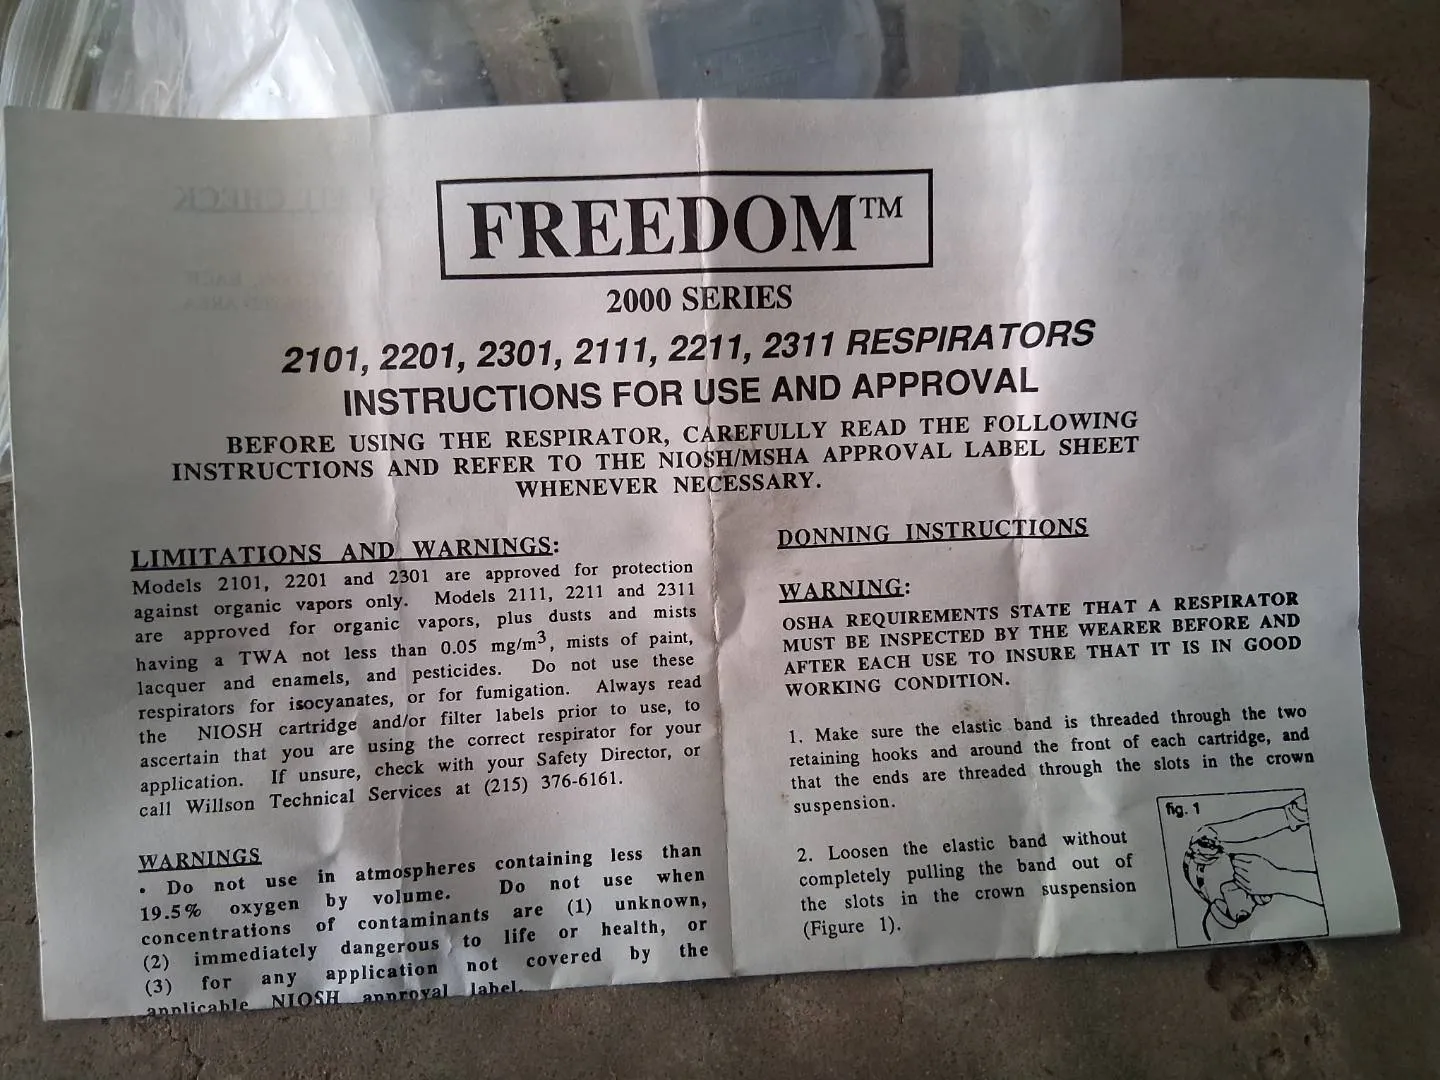 FREEDOM™
2000 SERIES
2101, 2201, 2301, 2111, 2211, 2311 RESPIRATORS
INSTRUCTIONS FOR USE AND APPROVAL
BEFORE USING THE RESPIRATOR, CAREFULLY READ THE FOLLOWING
INSTRUCTIONS AND REFER TO THE NIOSH/MSHA APPROVAL LABEL SHEET
WHENEVER NECESSARY.
LIMITATIONS AND WARNINGS:
Models 2101, 2201 and 2301 are approved for protection
against organic vapors only. Models 2111, 2211 and 2311
are approved for organic vapors, plus dusts and mists
having a TWA not less than 0.05 mg/m³, mists of paint,
lacquer and enamels, and pesticides. Do not use these
respirators for isocyanates, or for fumigation. Always read
the NIOSH cartridge and/or filter labels prior to use, to
ascertain that you are using the correct respirator for your
application. If unsure, check with your Safety Director, or
call Willson Technical Services at (215) 376-6161.
WARNINGS
• Do not use in atmospheres containing less than
19.5% oxygen by volume. Do not use when
concentrations of contaminants are (1) unknown,
(2) immediately dangerous to life or health, or
(3) for any application not covered by the
applicable NIOSH approval label.
DONNING INSTRUCTIONS
WARNING:
OSHA REQUIREMENTS STATE THAT A RESPIRATOR
MUST BE INSPECTED BY THE WEARER BEFORE AND
AFTER EACH USE TO INSURE THAT IT IS IN GOOD
WORKING CONDITION.
1. Make sure the elastic band is threaded through the two
retaining hooks and around the front of each cartridge, and
that the ends are threaded through the slots in the crown
suspension.
2. Loosen the elastic band without
completely pulling the band out of
the slots in the crown suspension
(Figure 1).
fig. 1